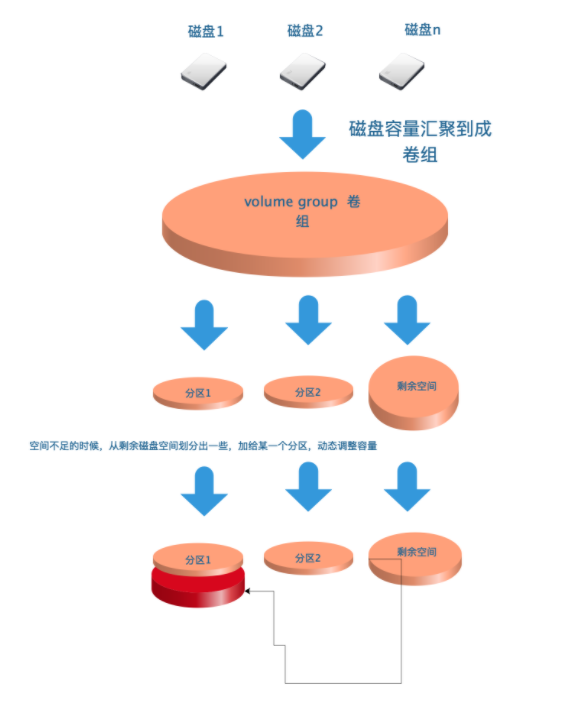 磁盘1 磁盘2 磁盘n
磁盘容量汇聚到成
卷组
volume group 卷
组
分区1 分区2 剩余空间
空间不足的时候，从剩余磁盘空间划分出一些，加给某一个分区，动态调整容量
分区1 分区2 剩余空间